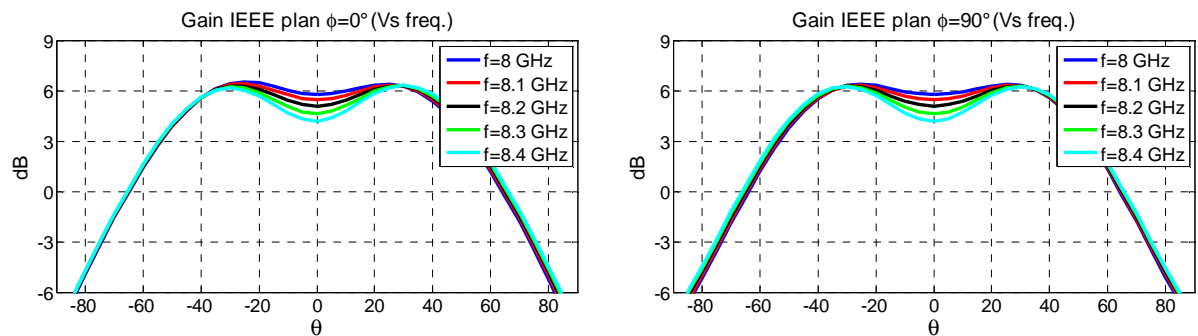 Gain IEEE plan ϕ=0° (Vs freq.)
9
6
3
0
-3
-6
dB
-80 -60 -40 -20 0 20 40 60 80
θ
f=8 GHz
f=8.1 GHz
f=8.2 GHz
f=8.3 GHz
f=8.4 GHz
Gain IEEE plan ϕ=90° (Vs freq.)
9
6
3
0
-3
-6
dB
-80 -60 -40 -20 0 20 40 60 80
θ
f=8 GHz
f=8.1 GHz
f=8.2 GHz
f=8.3 GHz
f=8.4 GHz